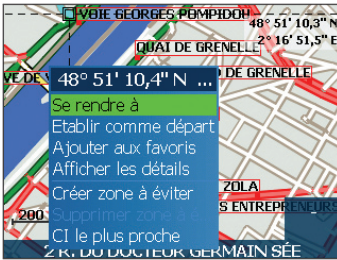 VOIE GEORGES POMPIDOU
48° 51' 10,3" N
2° 16' 51,5" E
QUAI DE GRENELLE
DE GRENELLE
48° 51' 10,4" N ...
Se rendre à
Etablir comme départ
Ajouter aux favoris
Afficher les détails
Créer zone à éviter
ZOLA
S ENTREPRENEURS
200
Supprimer zone à é
CI le plus proche
2 R. DU DOCTEUR GERMAIN SÉE